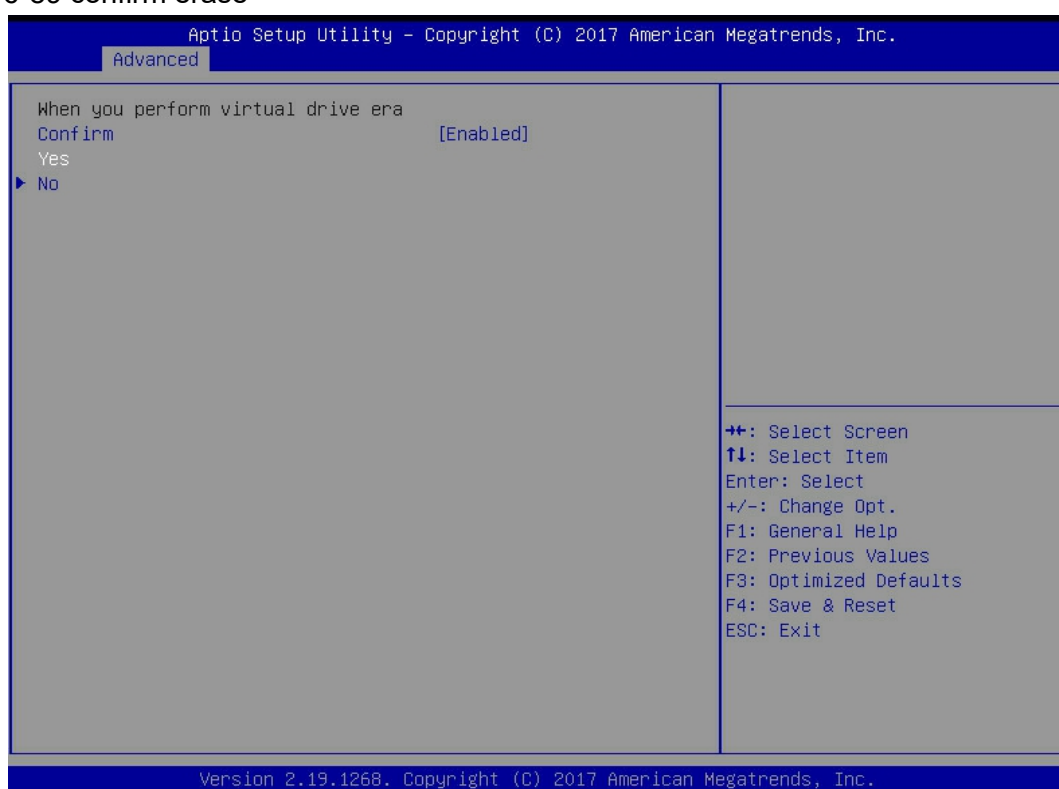 confirm erase
Aptio Setup Utility – Copyright (C) 2017 American Megatrends, Inc.
Advanced
When you perform virtual drive era
Confirm [Enabled]
Yes
No
→←: Select Screen
↑↓: Select Item
Enter: Select
+/-: Change Opt.
F1: General Help
F2: Previous Values
F3: Optimized Defaults
F4: Save & Reset
ESC: Exit
Version 2.19.1268. Copyright (C) 2017 American Megatrends, Inc.